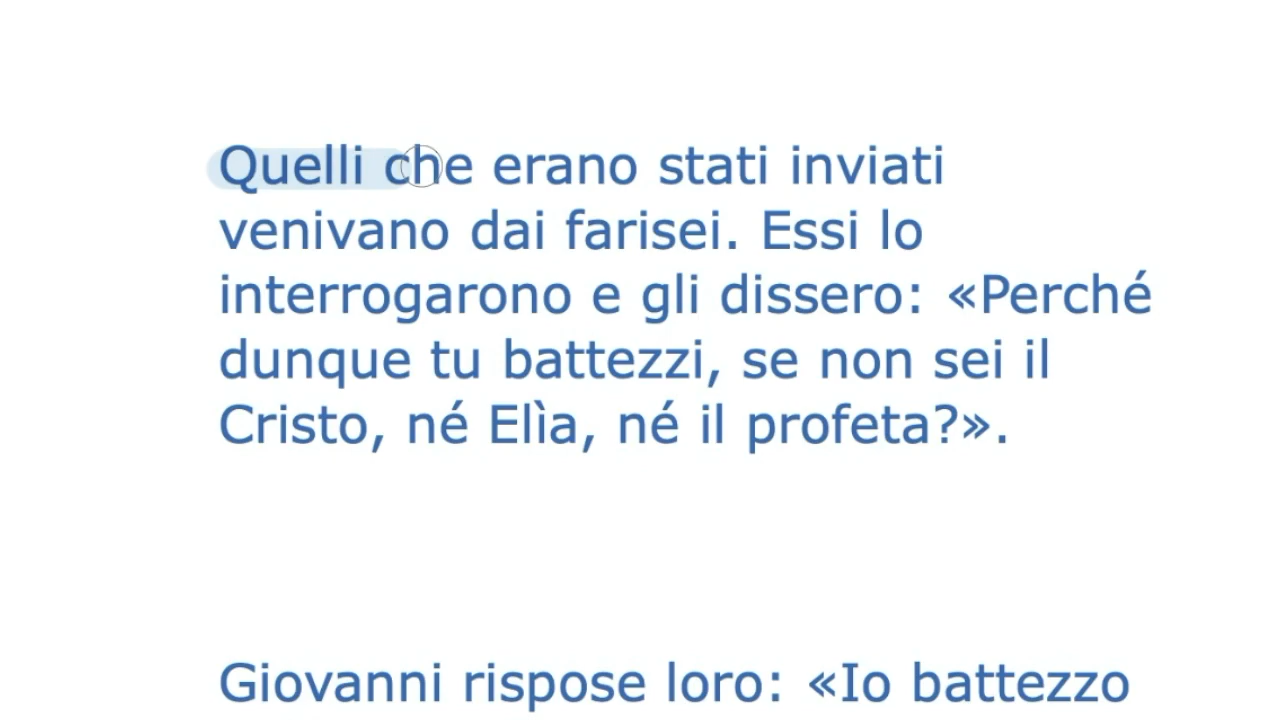 Quelli che erano stati inviati
venivano dai farisei. Essi lo
interrogarono e gli dissero: «Perché
dunque tu battezzi, se non sei il
Cristo, né Elìa, né il profeta?».
Giovanni rispose loro: «Io battezzo